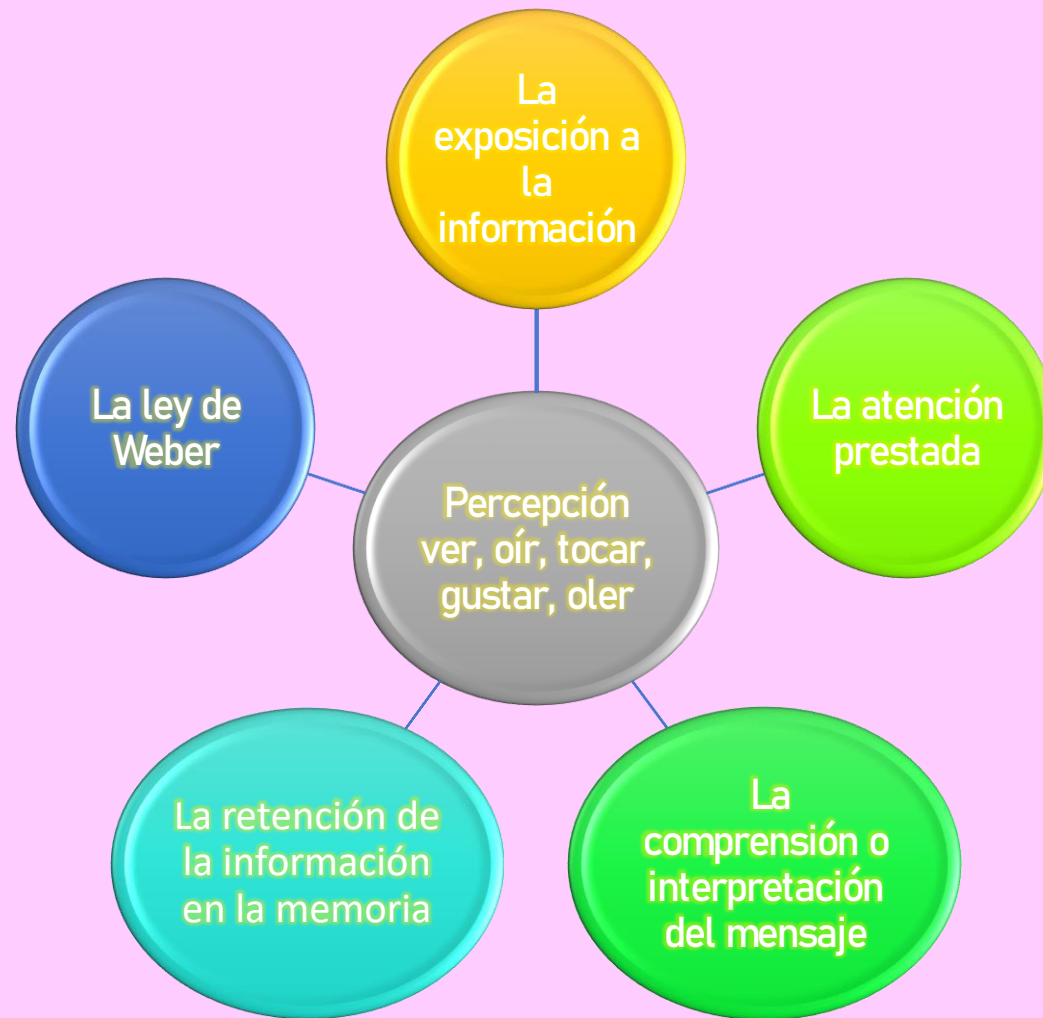 La
exposición a
la
información
La atención
prestada
La
comprensión o
interpretación
del mensaje
La retención de
la información
en la memoria
La ley de
Weber
Percepción
ver, oír, tocar,
gustar, oler